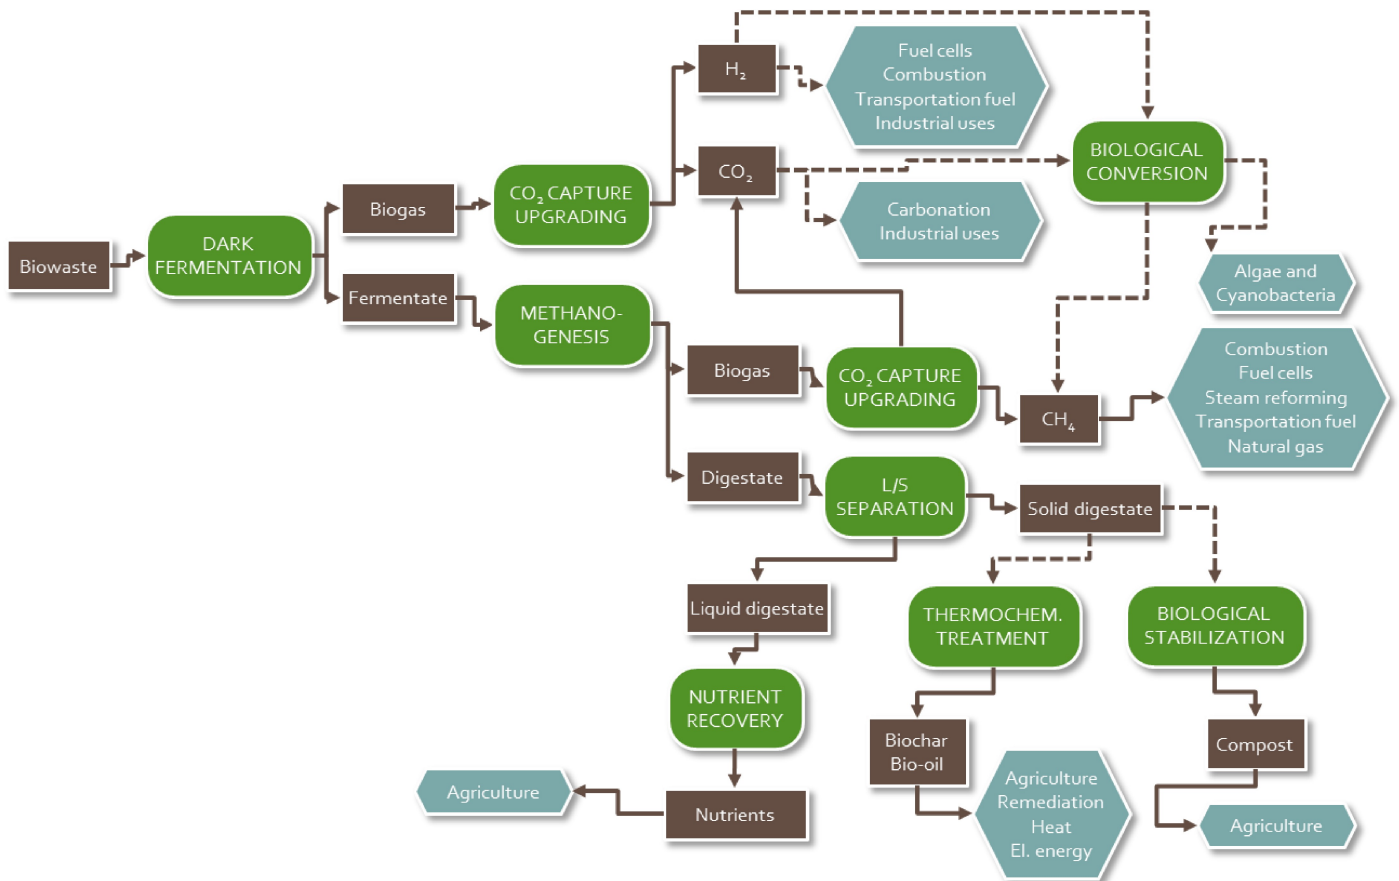 H₂
Fuel cells
Combustion
Transportation fuel
Industrial uses
BIOLOGICAL
CONVERSION
CO₂
CO₂ CAPTURE
UPGRADING
Biogas
Carbonation
Industrial uses
DARK
FERMENTATION
Biowaste
Algae and
Cyanobacteria
Fermentate
METHANO-
GENESIS
Biogas
CO₂ CAPTURE
UPGRADING
CH₄
Combustion
Fuel cells
Steam reforming
Transportation fuel
Natural gas
Digestate
L/S
SEPARATION
Solid digestate
Liquid digestate
THERMOCHEM.
TREATMENT
BIOLOGICAL
STABILIZATION
NUTRIENT
RECOVERY
Biochar
Bio-oil
Compost
Agriculture
Nutrients
Agriculture
Remediation
Heat
El. energy
Agriculture